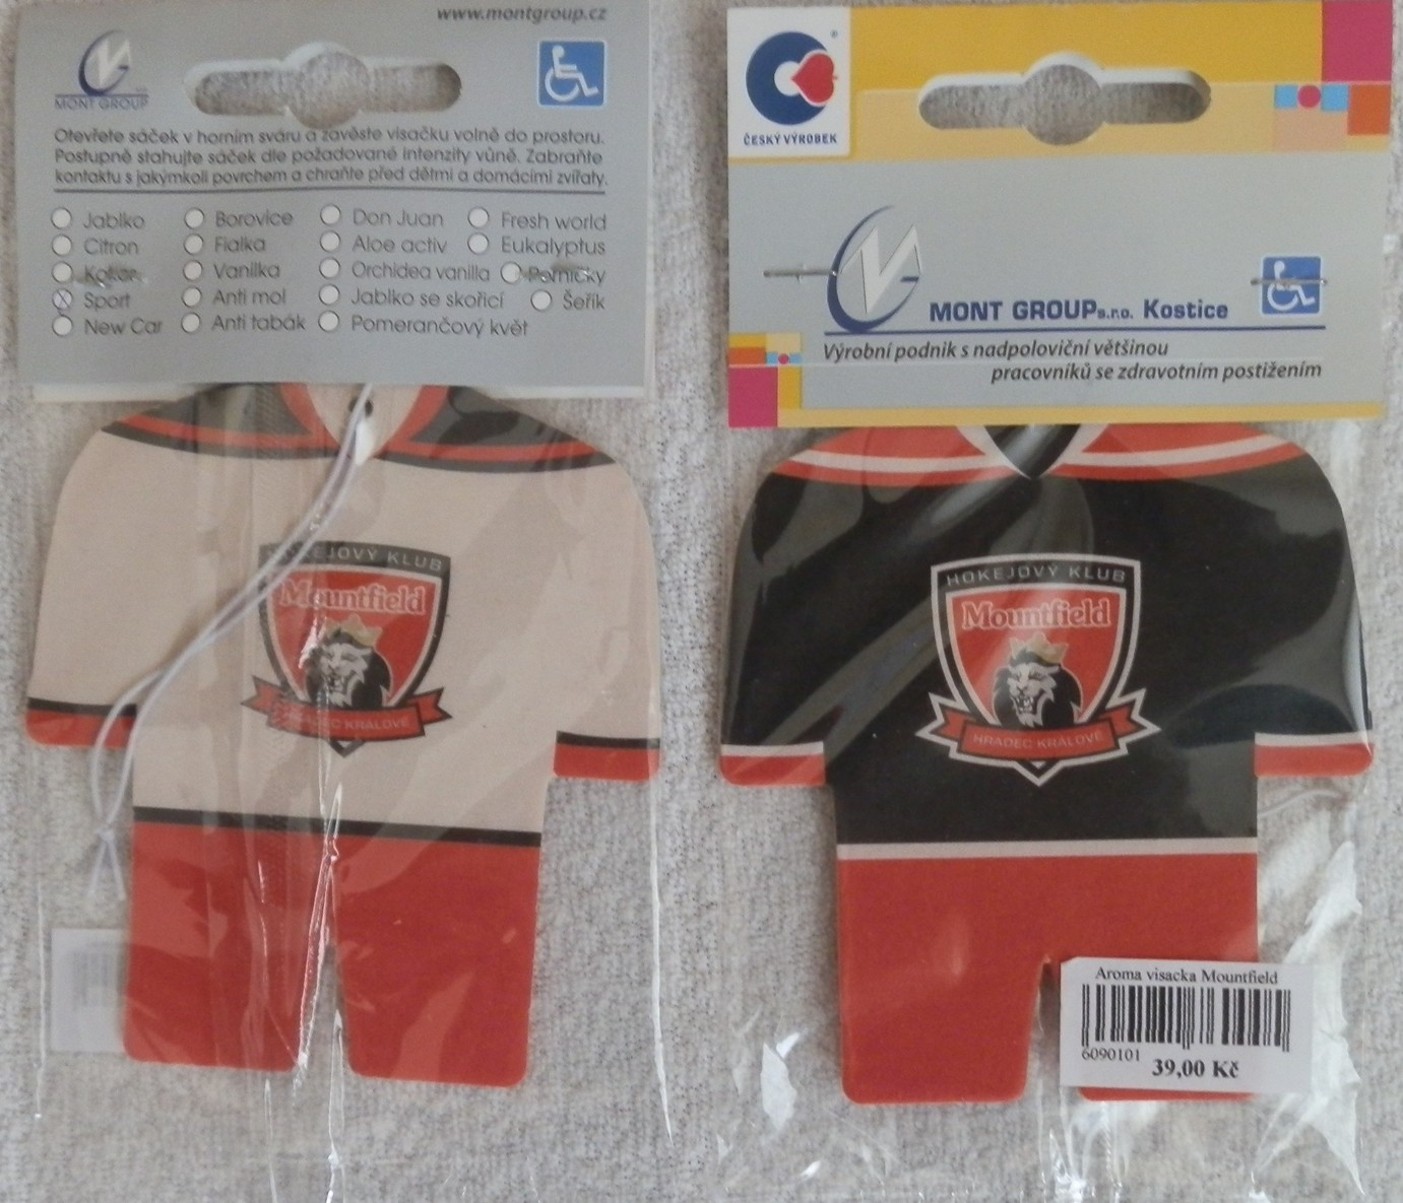 www.montgroup.cz
MONT GROUP
Otevřete sáček v horním sváru a zavěste visačku volně do prostoru.
Postupně stahujte sáček dle požadované intenzity vůně. Zabraňte
kontaktu s jakýmkoli povrchem a chraňte před dětmi a domácími zvířaty.
Jablko Borovice Don Juan Fresh world
Citron Fialka Aloe activ Eukalyptus
Kokos Vanilka Orchidea vanilla Perníčky
Sport Anti mol Jablko se skořicí Šeřík
New Car Anti tabák Pomerančový květ
HOKEJOVÝ KLUB
Mountfield
HRADEC KRÁLOVÉ
ČESKÝ VÝROBEK
MONT GROUP s.r.o. Kostice
Výrobní podnik s nadpoloviční většinou
pracovníků se zdravotním postižením
HOKEJOVÝ KLUB
Mountfield
HRADEC KRÁLOVÉ
Aroma visacka Mountfield
6090101
39,00 Kč